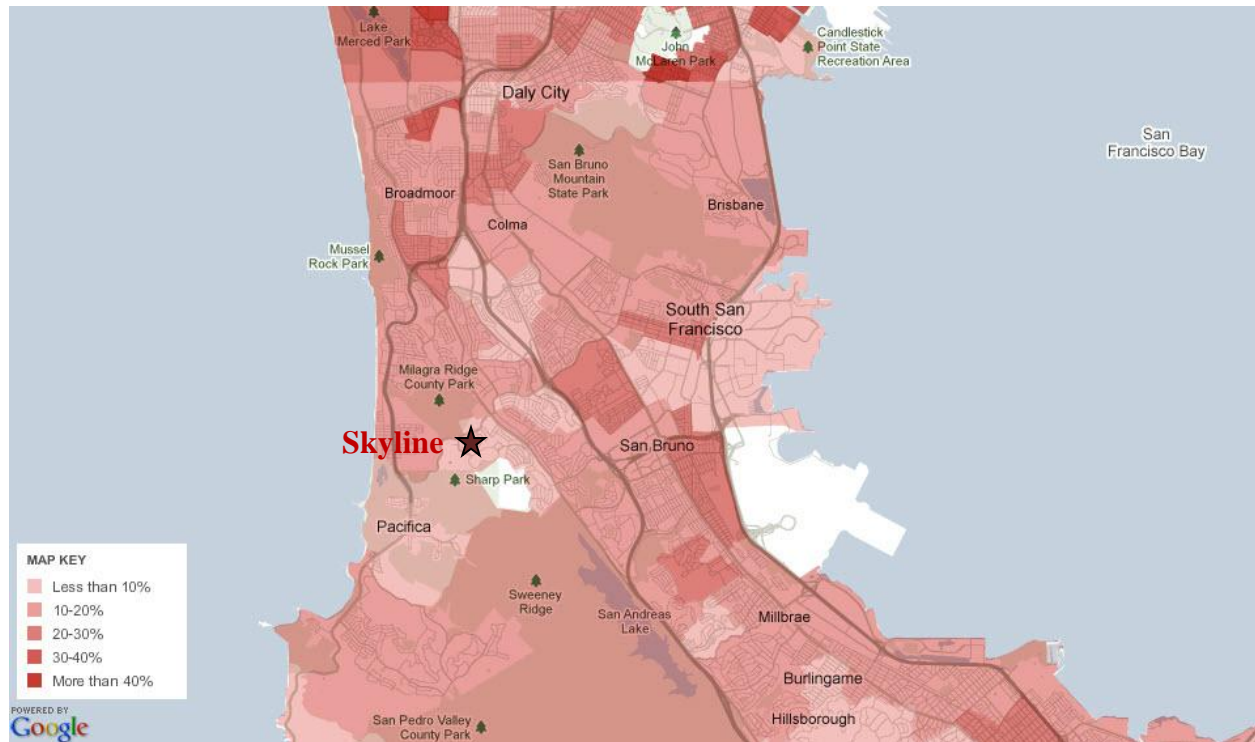 Lake
Merced Park
John
McLaren Park
Candlestick
Point State
Recreation Area
Daly City
San
Francisco Bay
San Bruno
Mountain
State Park
Broadmoor
Brisbane
Colma
Mussel
Rock Park
South San
Francisco
Milagra Ridge
County Park
Skyline
San Bruno
Sharp Park
Pacifica
MAP KEY
Less than 10%
10-20%
20-30%
30-40%
More than 40%
Sweeney
Ridge
San Andreas
Lake
Millbrae
Burlingame
Hillsborough
San Pedro Valley
County Park
POWERED BY
Google